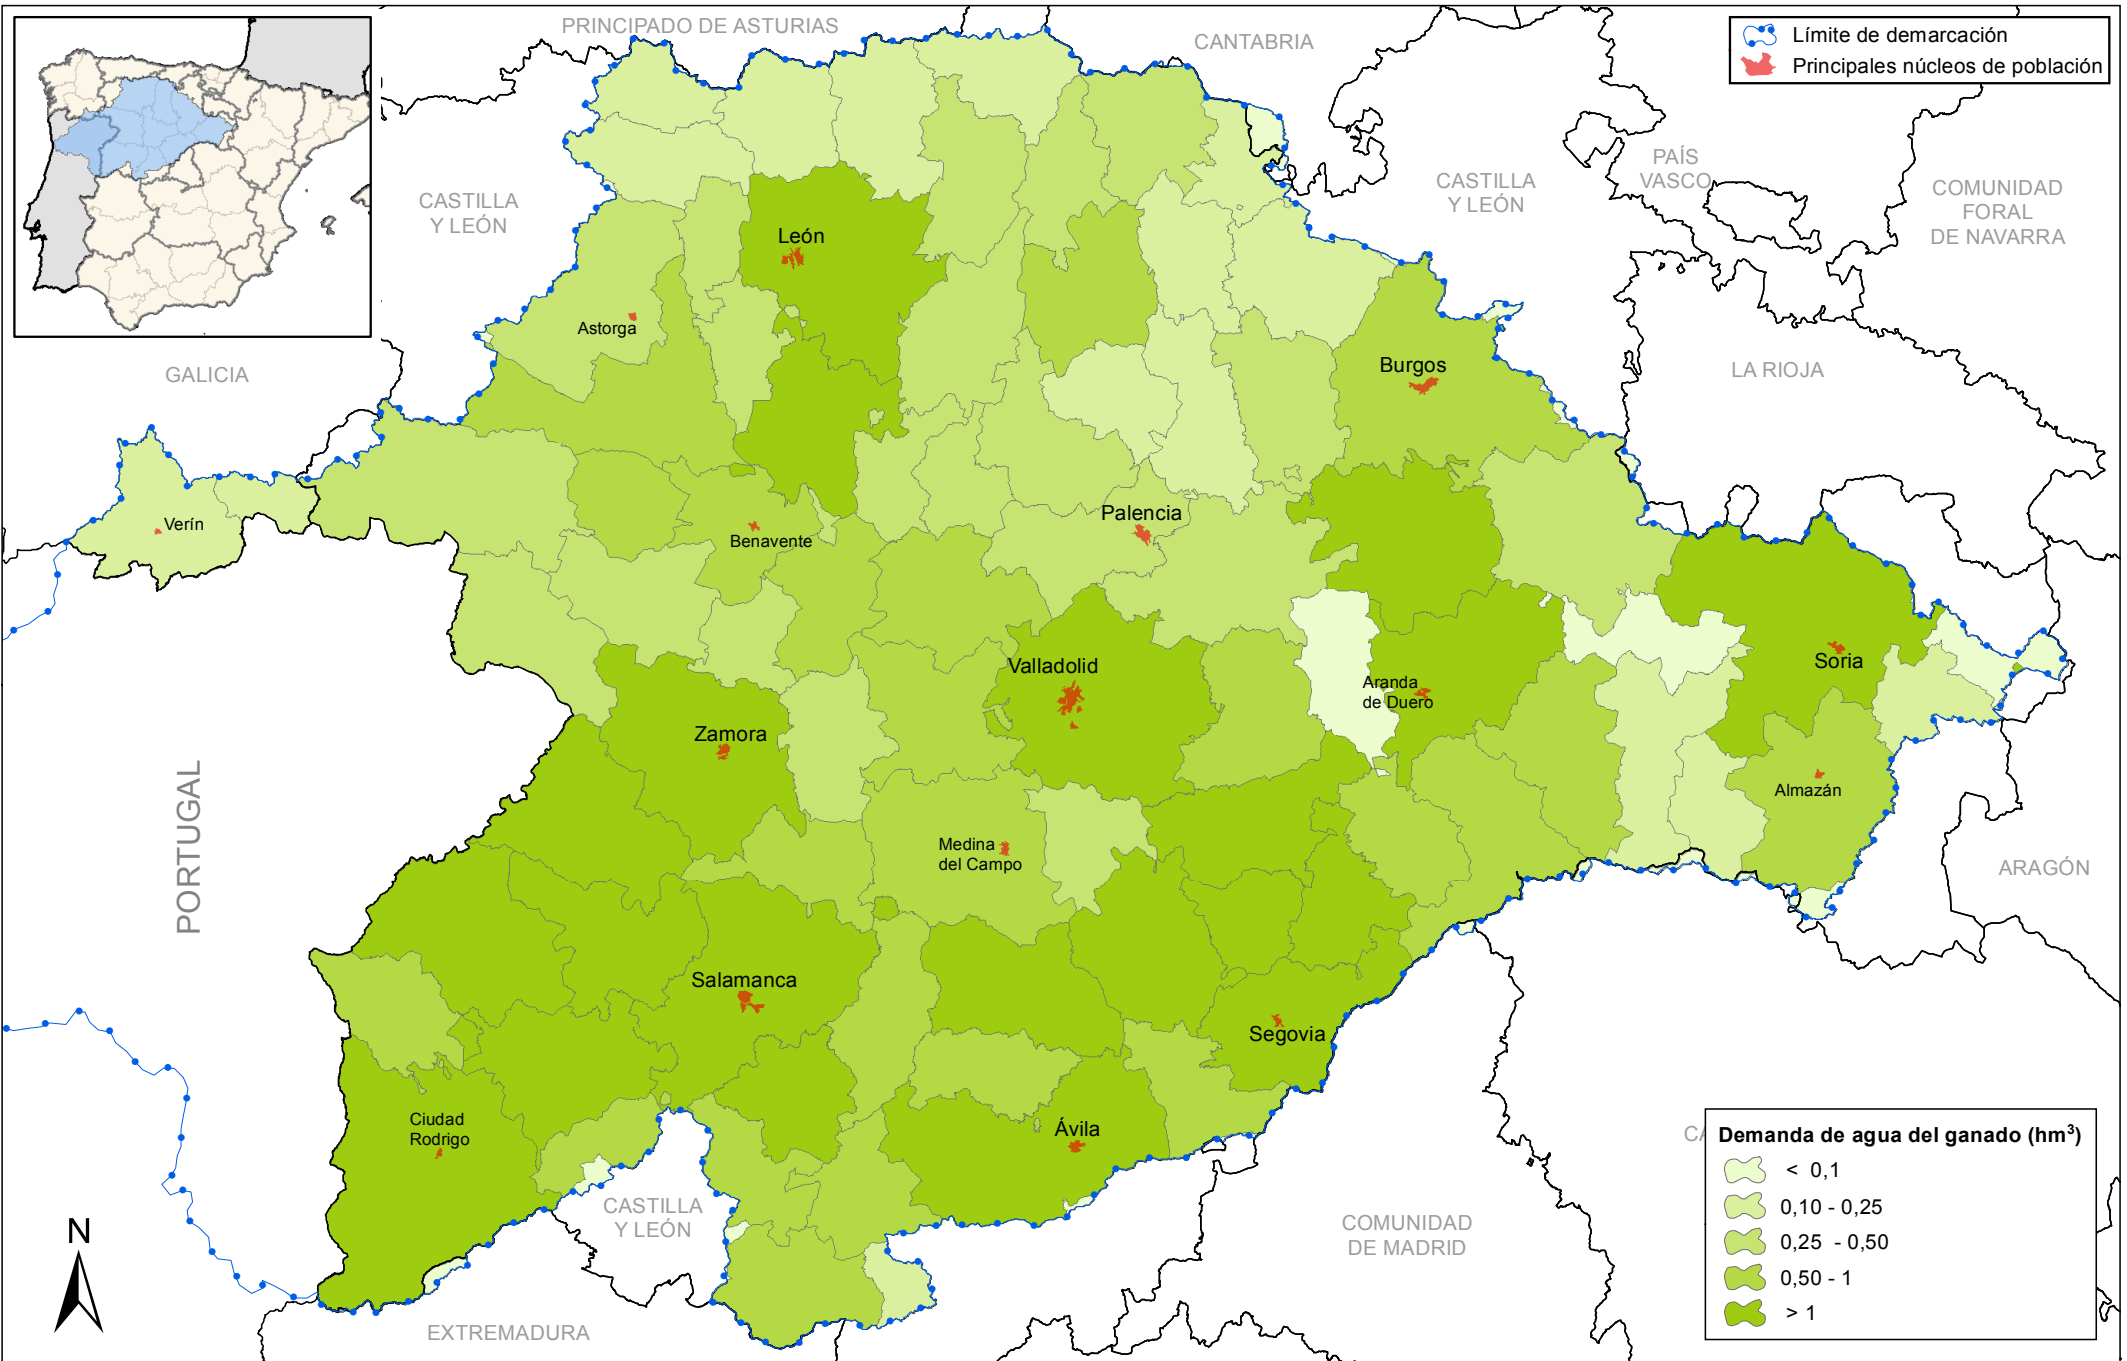 PRINCIPADO DE ASTURIAS
CANTABRIA
Límite de demarcación
Principales núcleos de población
PAÍS
VASCO
CASTILLA
Y LEÓN
CASTILLA
Y LEÓN
COMUNIDAD
FORAL
DE NAVARRA
León
Astorga
GALICIA
Burgos
LA RIOJA
Verín
Benavente
Palencia
Valladolid
Soria
Aranda
de Duero
Zamora
Almazán
PORTUGAL
Medina
del Campo
ARAGÓN
Salamanca
Segovia
Ciudad
Rodrigo
Ávila
CASTILLA
Y LEÓN
COMUNIDAD
DE MADRID
EXTREMADURA
N
CA
Demanda de agua del ganado (hm³)
< 0,1
0,10 - 0,25
0,25 - 0,50
0,50 - 1
> 1